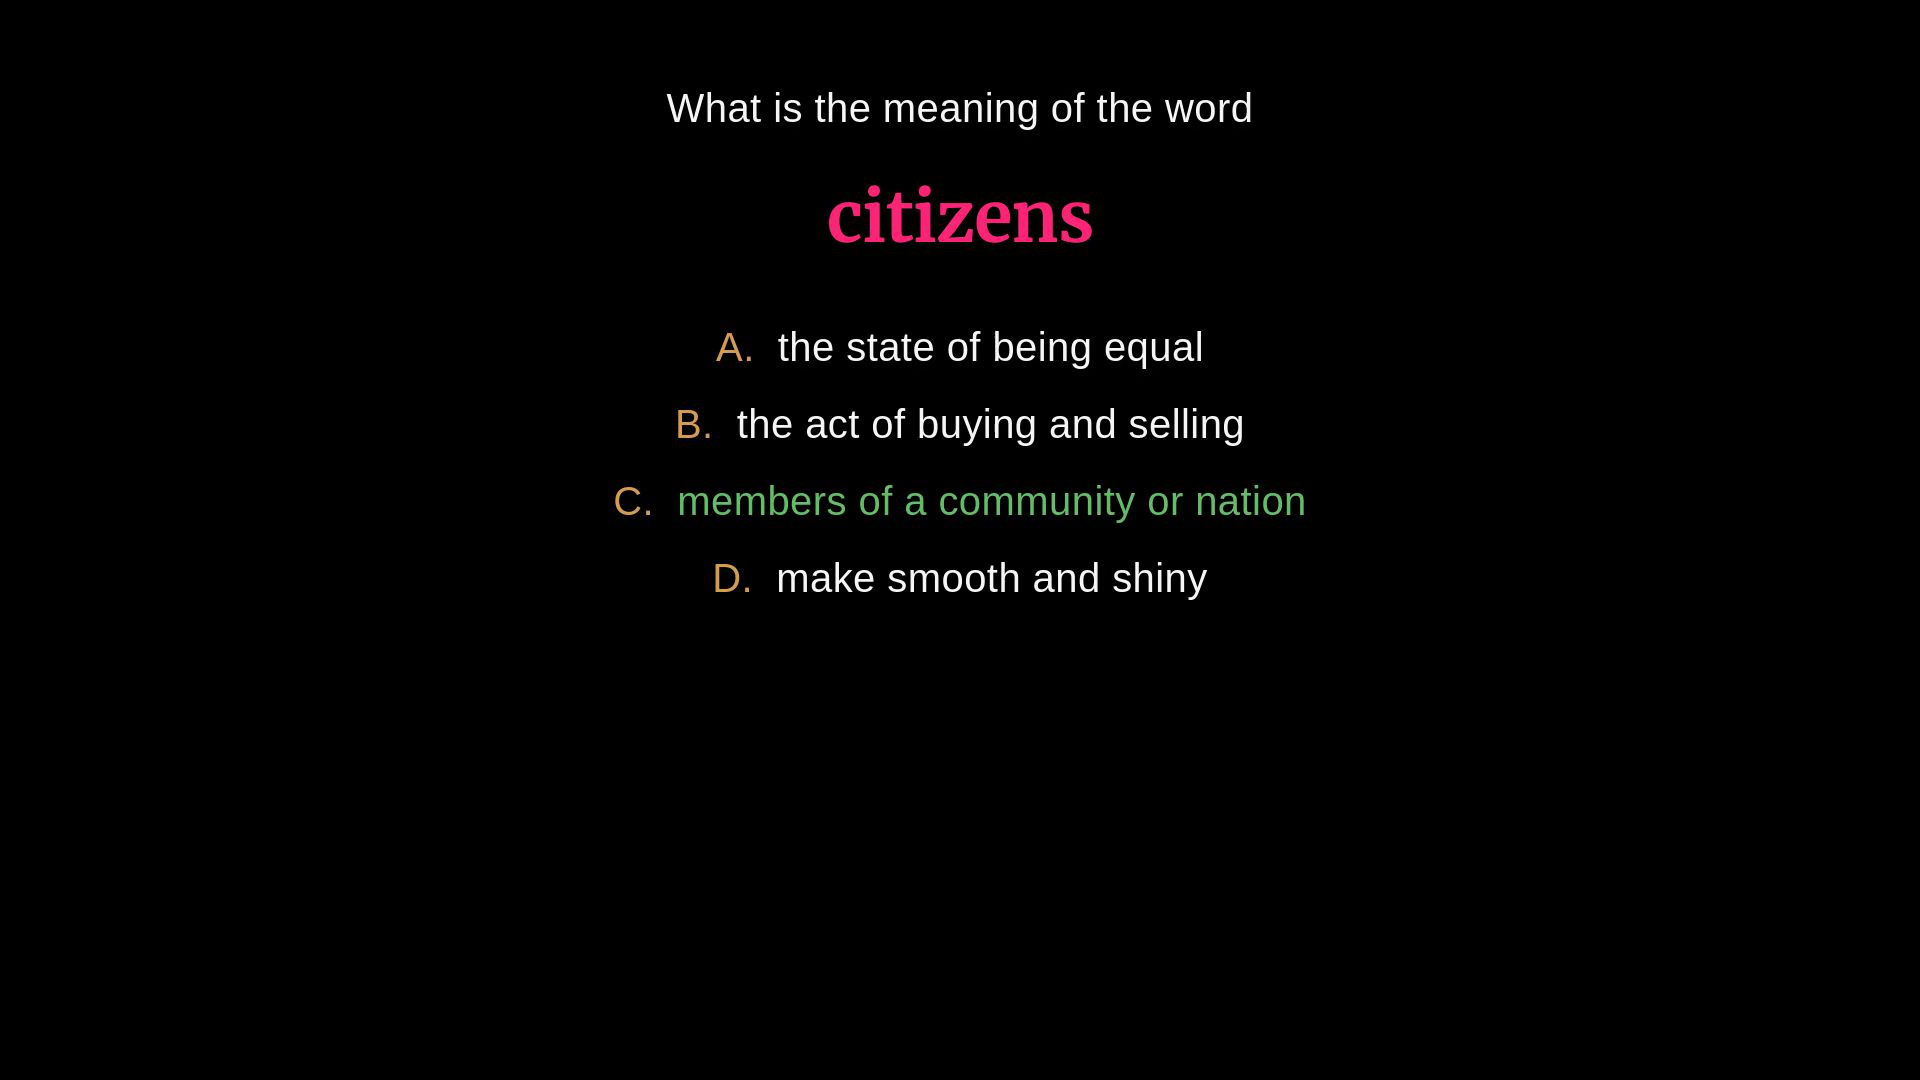 What is the meaning of the word
citizens
A. the state of being equal
B. the act of buying and selling
C. members of a community or nation
D. make smooth and shiny